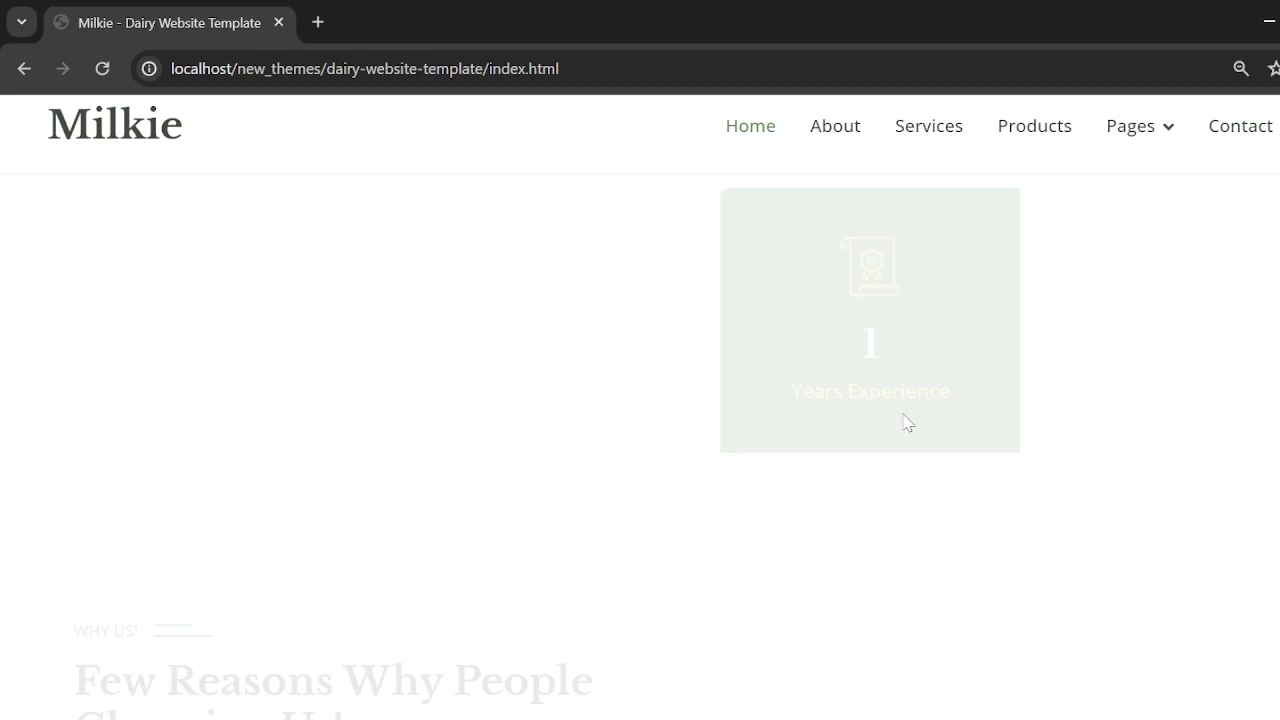 Milkie - Dairy Website Template
localhost/new_themes/dairy-website-template/index.html
Milkie
Home About Services Products Pages Contact
1
Years Experience
WHY US!
Few Reasons Why People
Us!